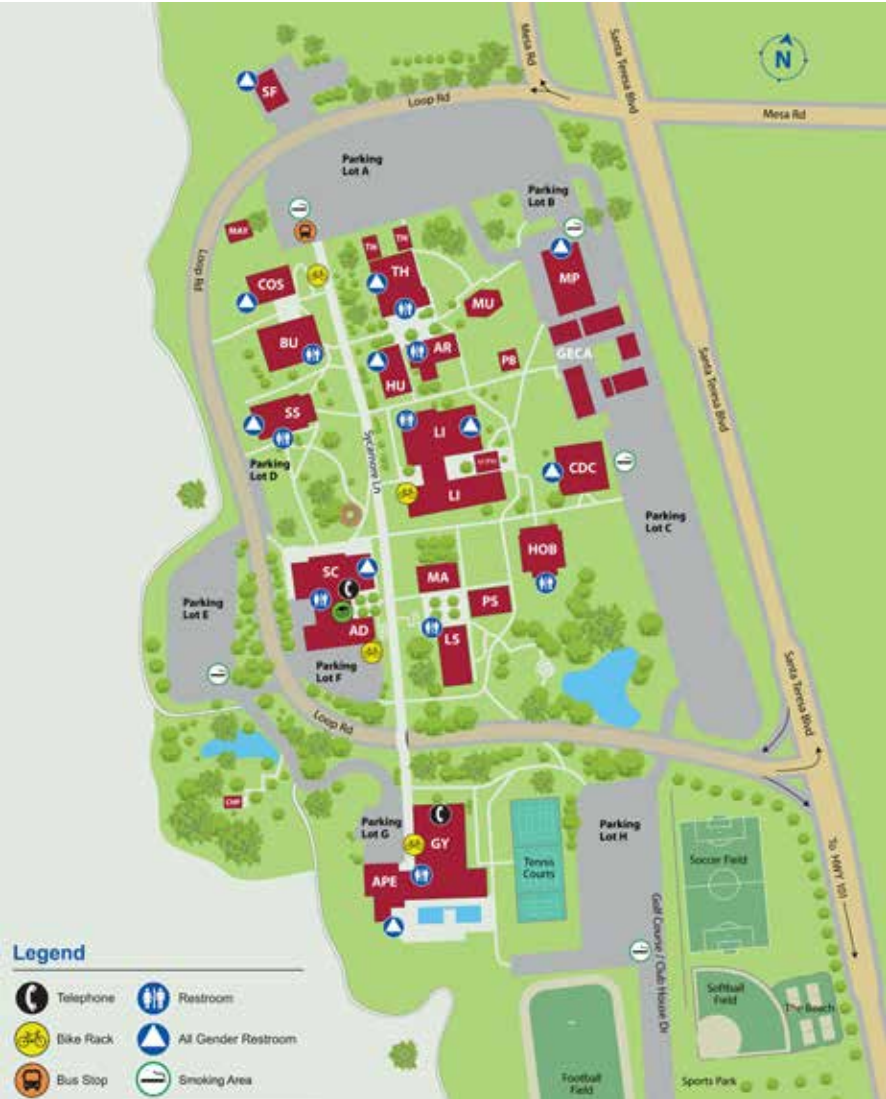 Mesa Rd
Santa Teresa Blvd
N
SF
Loop Rd
Mesa Rd
Parking
Lot A
Parking
Lot B
MAY
TH
TH
Loop Rd
COS
TH
MP
MU
BU
AR
PB
GECA
HU
Santa Teresa Blvd
SS
LI
Sycamore Ln
Parking
Lot D
CDC
LI
Parking
Lot C
HOB
SC
MA
Parking
Lot E
PS
AD
LS
Parking
Lot F
Santa Teresa Blvd
Loop Rd
Parking
Lot G
GY
Parking
Lot H
Tennis
Courts
Soccer Field
To HWY 101
APE
Golf Course / Club House Dr
Legend
Telephone
Restroom
Bike Rack
All Gender Restroom
Bus Stop
Smoking Area
Softball
Field
The Beach
Football
Field
Sports Park